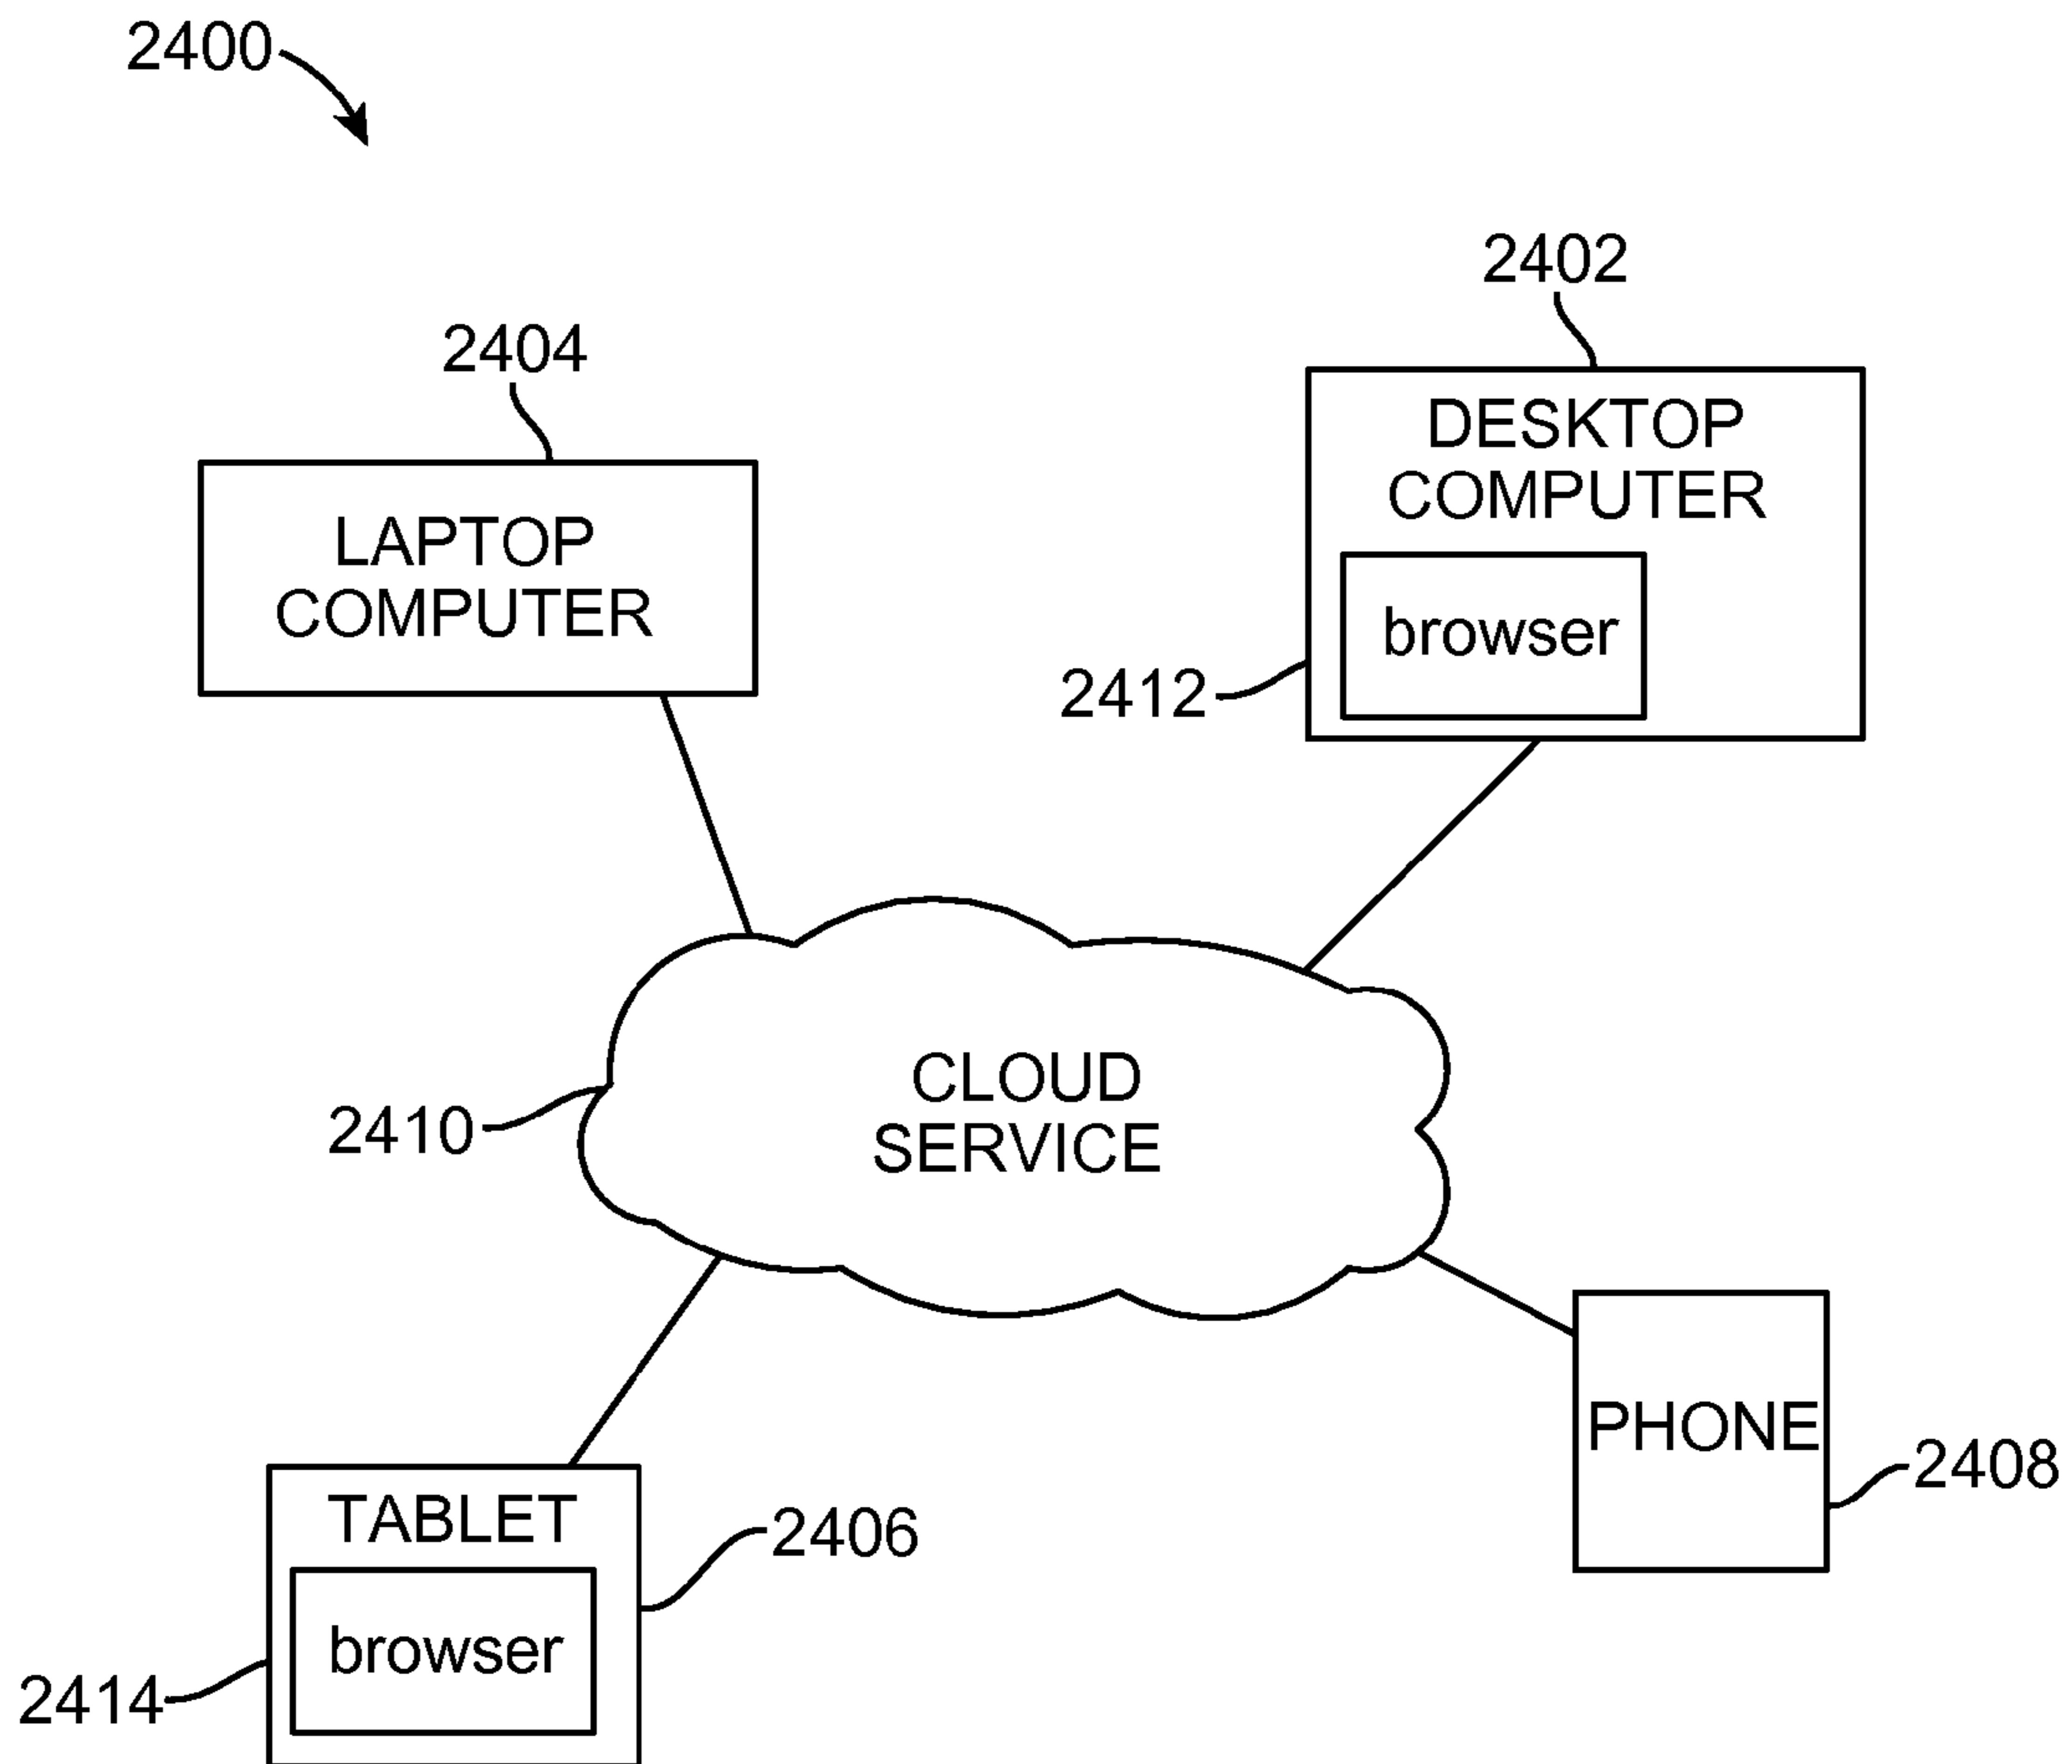 2400
2402
2404
DESKTOP
COMPUTER
LAPTOP
COMPUTER
browser
2412
CLOUD
SERVICE
2410
PHONE
2408
TABLET
2406
browser
2414